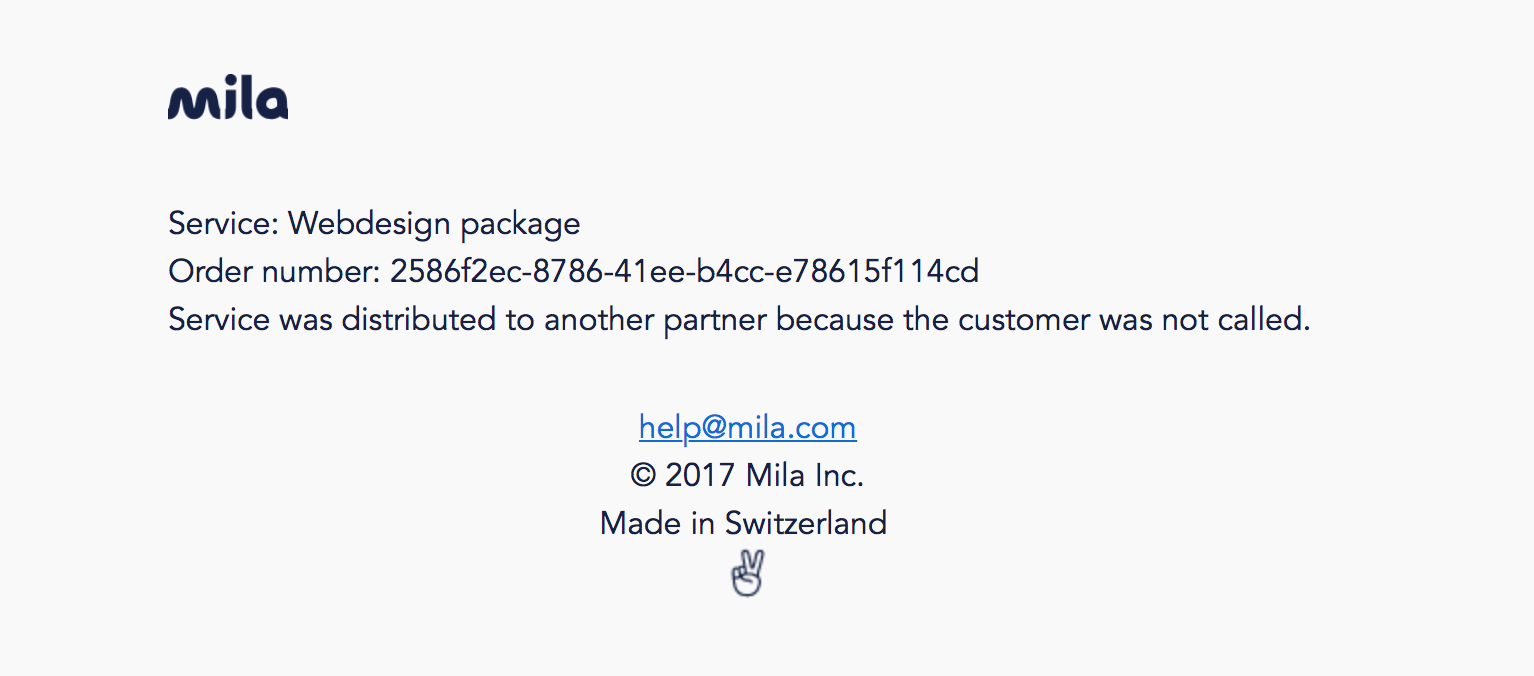 mila
Service: Webdesign package
Order number: 2586f2ec-8786-41ee-b4cc-e78615f114cd
Service was distributed to another partner because the customer was not called.
help@mila.com
© 2017 Mila Inc.
Made in Switzerland